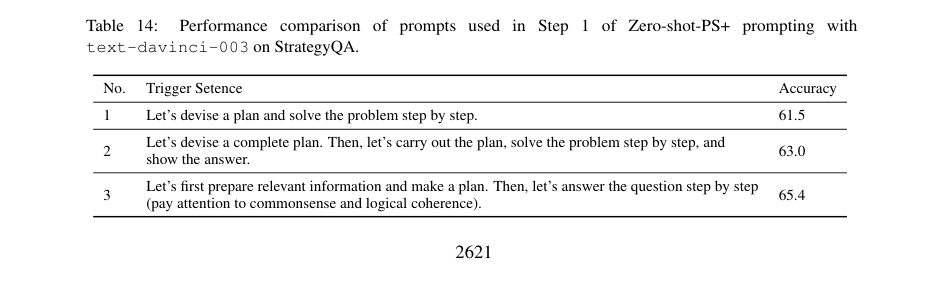 Table 14: Performance comparison of prompts used in Step 1 of Zero-shot-PS+ prompting with
text-davinci-003 on StrategyQA.
No. Trigger Setence Accuracy
1 Let's devise a plan and solve the problem step by step. 61.5
2 Let's devise a complete plan. Then, let's carry out the plan, solve the problem step by step, and
show the answer. 63.0
3 Let's first prepare relevant information and make a plan. Then, let's answer the question step by step
(pay attention to commonsense and logical coherence). 65.4
2621